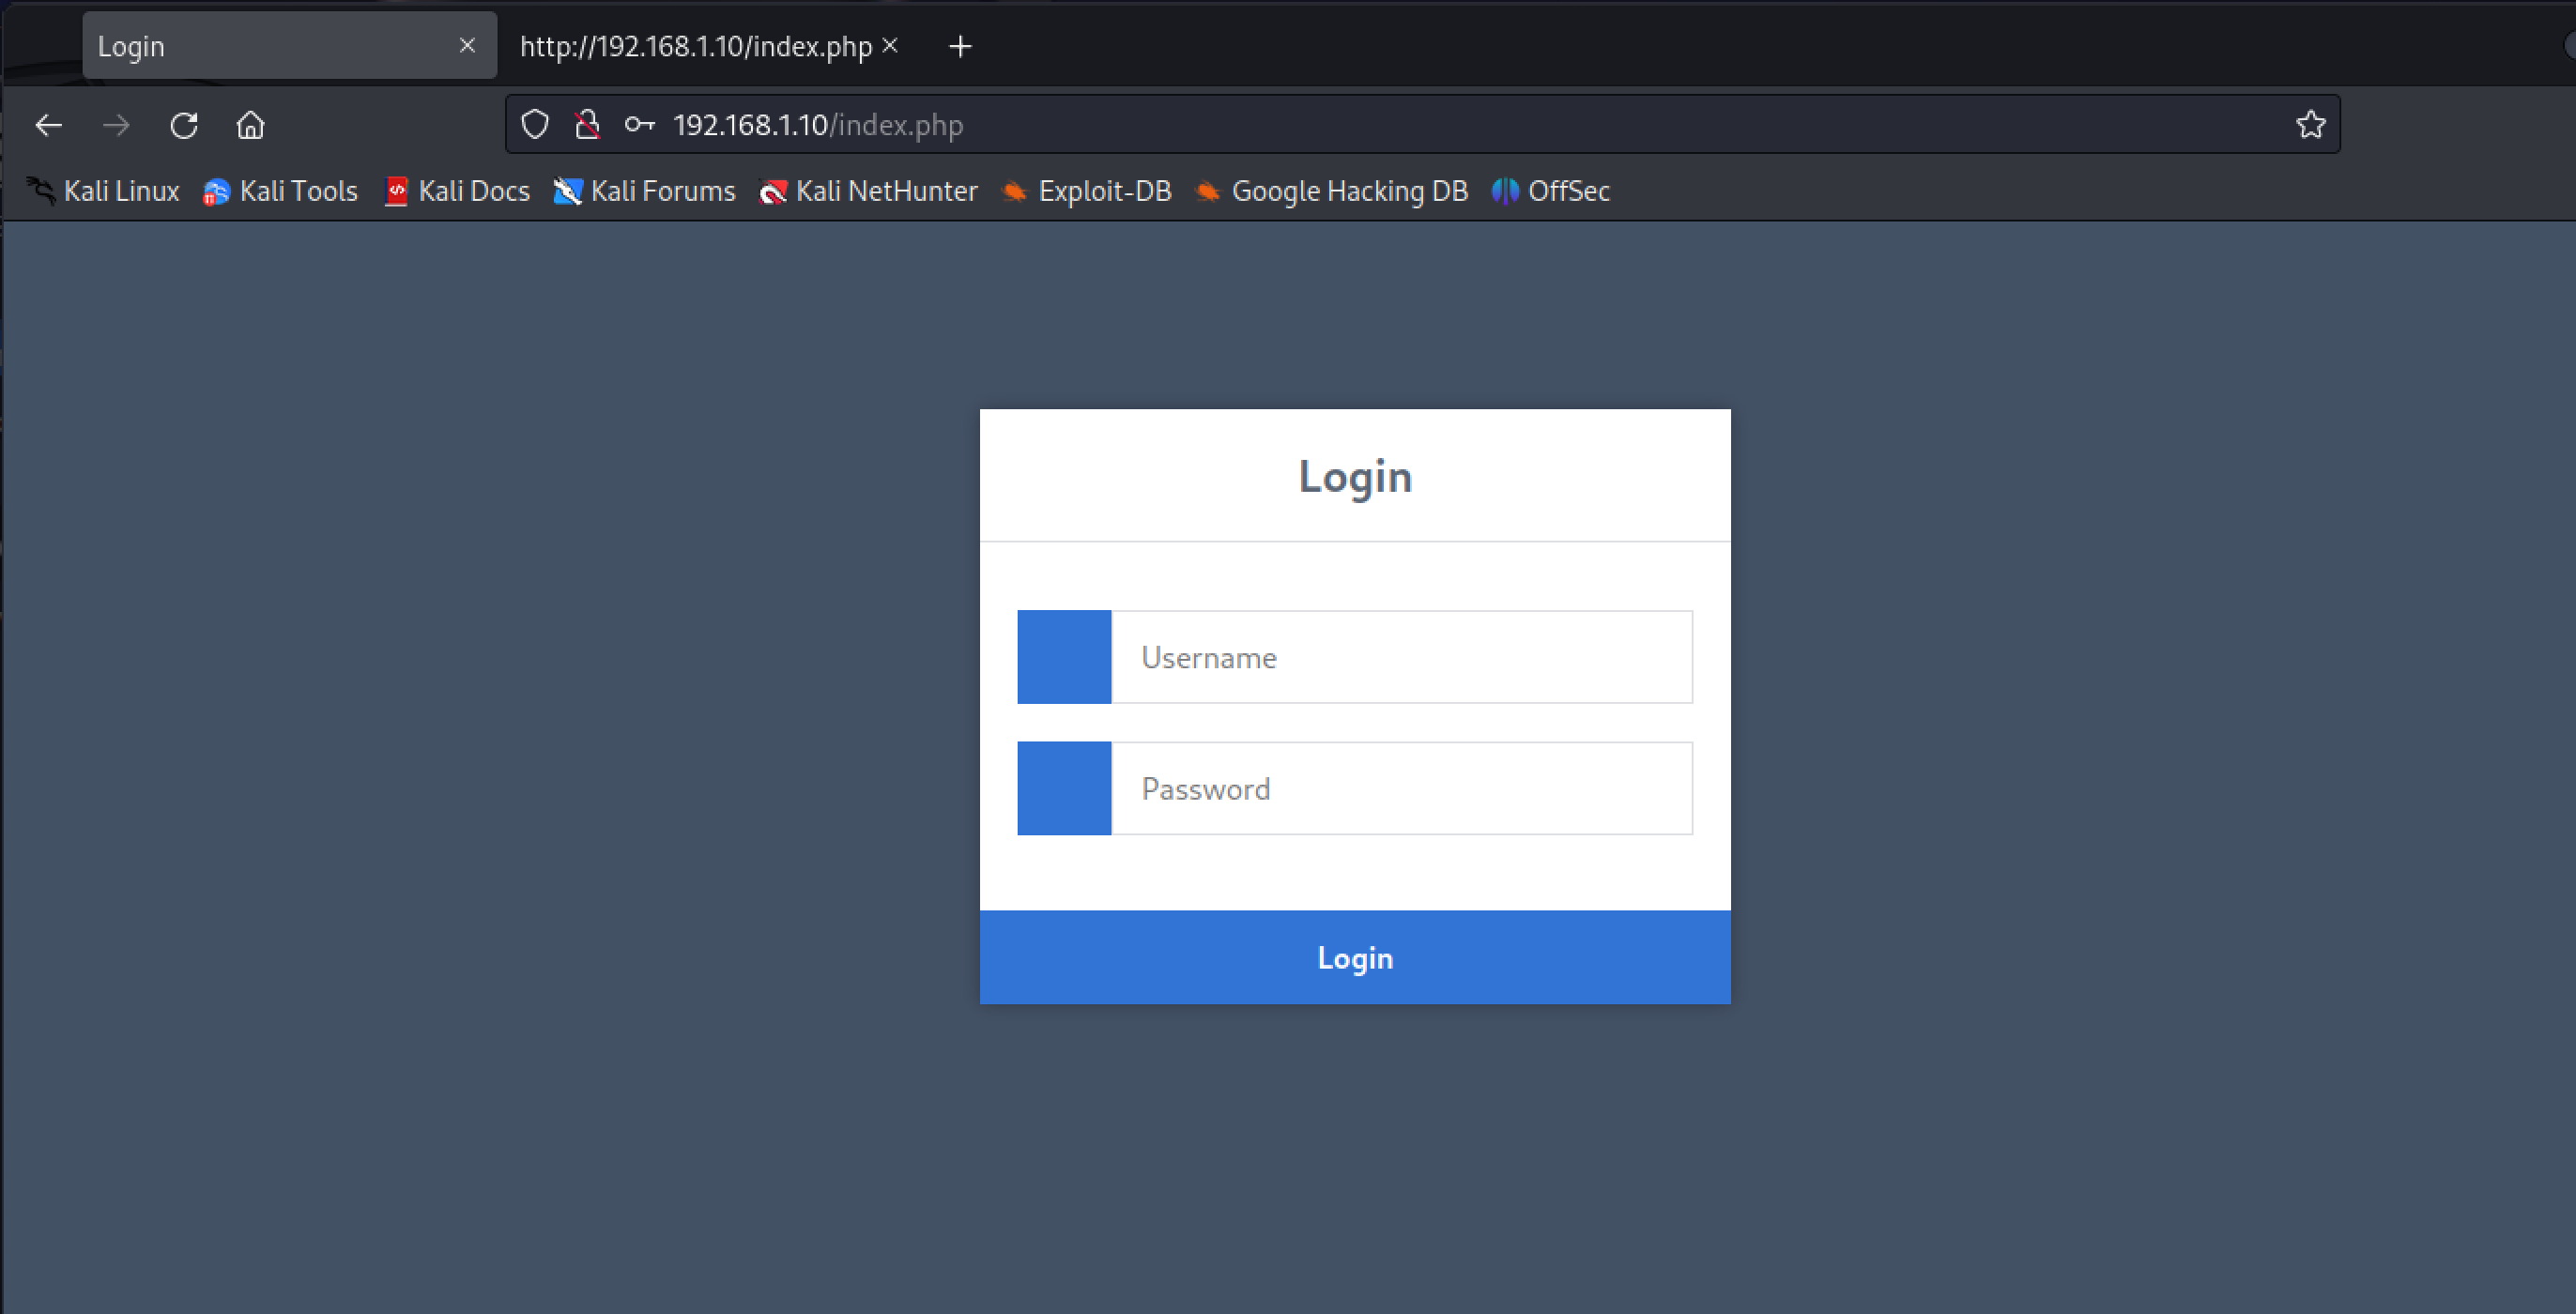 Login http://192.168.1.10/index.php
192.168.1.10/index.php
Kali Linux Kali Tools Kali Docs Kali Forums Kali NetHunter Exploit-DB Google Hacking DB OffSec
Login
Username
Password
Login